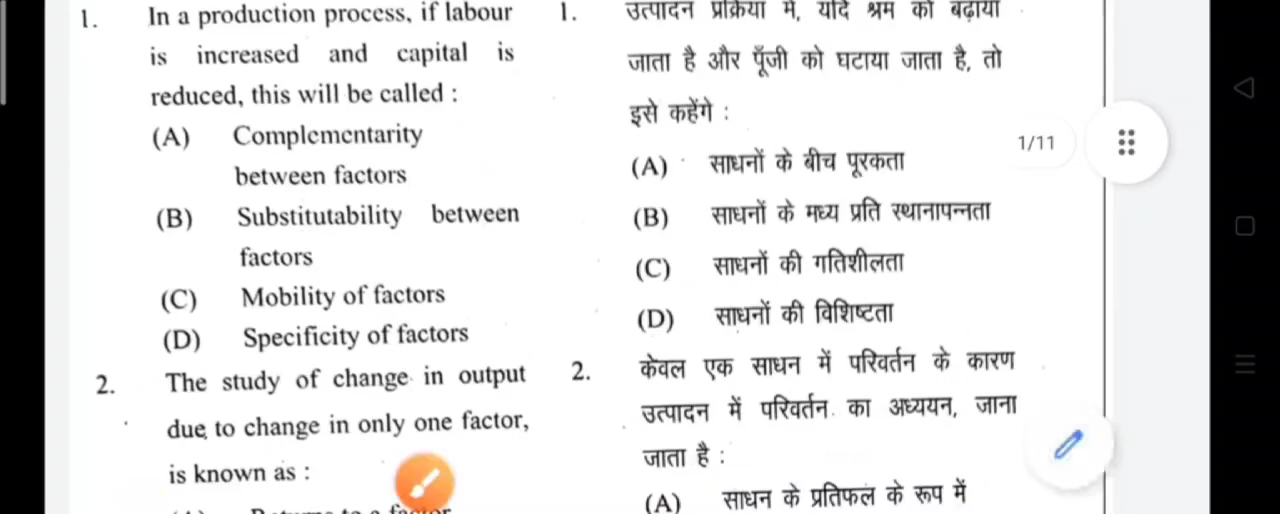 1. In a production process, if labour
is increased and capital is
reduced, this will be called :
(A) Complementarity
between factors
(B) Substitutability between
factors
(C) Mobility of factors
(D) Specificity of factors
2. The study of change in output
due to change in only one factor,
is known as :
Returns to a factor
1. उत्पादन प्रक्रिया में, यदि श्रम को बढ़ाया
जाता है और पूँजी को घटाया जाता है, तो
इसे कहेंगे :
(A) साधनों के बीच पूरकता
(B) साधनों के मध्य प्रति स्थानापन्नता
(C) साधनों की गतिशीलता
(D) साधनों की विशिष्टता
2. केवल एक साधन में परिवर्तन के कारण
उत्पादन में परिवर्तन का अध्ययन, जाना
जाता है :
(A) साधन के प्रतिफल के रूप में
1/11